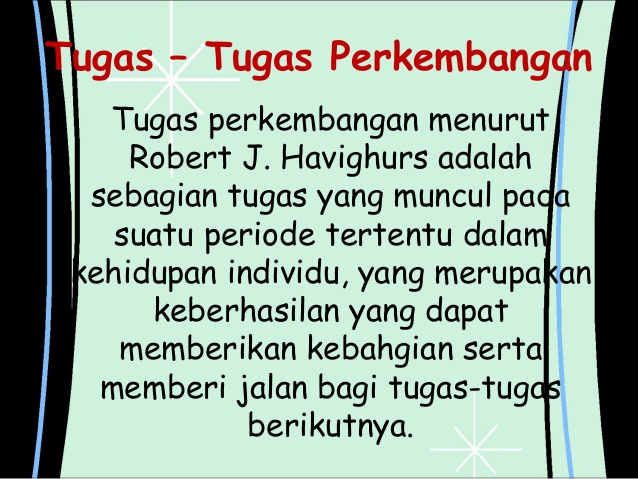 Tugas – Tugas Perkembangan
Tugas perkembangan menurut
Robert J. Havighurs adalah
sebagian tugas yang muncul pada
suatu periode tertentu dalam
kehidupan individu, yang merupakan
keberhasilan yang dapat
memberikan kebahgian serta
memberi jalan bagi tugas-tugas
berikutnya.